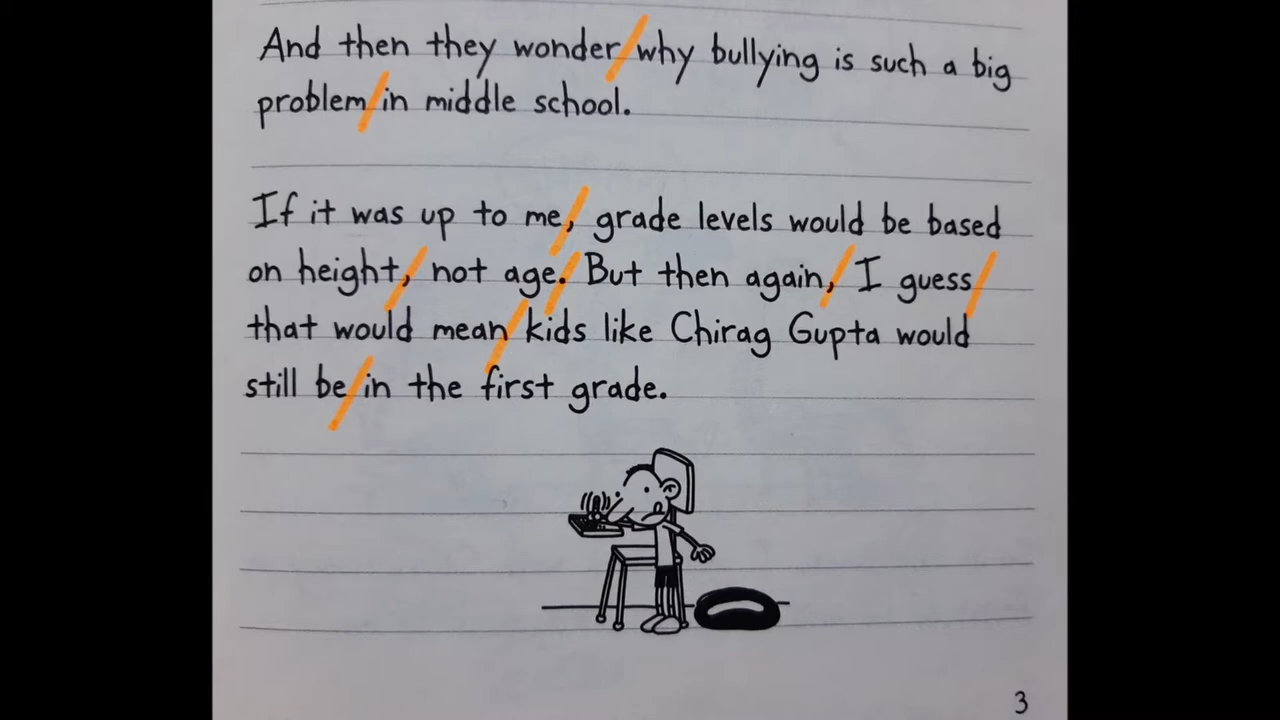 And then they wonder why bullying is such a big
problem in middle school.
If it was up to me, grade levels would be based
on height, not age. But then again, I guess
that would mean kids like Chirag Gupta would
still be in the first grade.
3